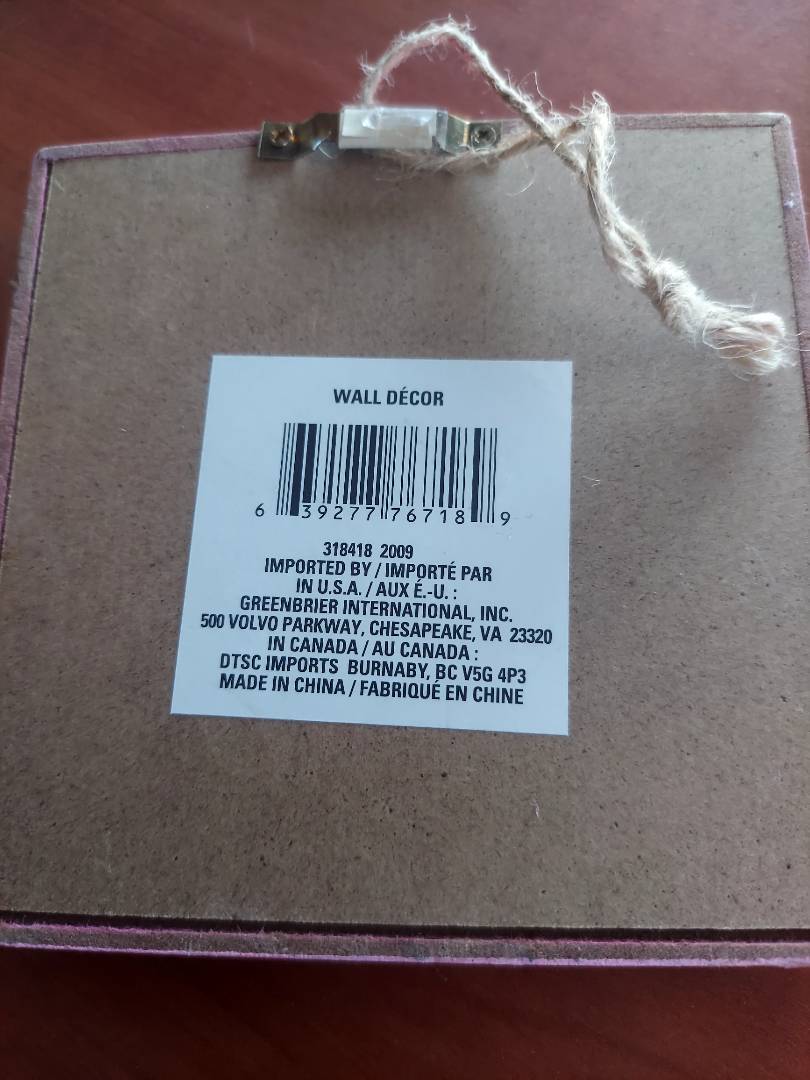 WALL DÉCOR
6 39277 76718 9
318418 2009
IMPORTED BY / IMPORTÉ PAR
IN U.S.A. / AUX É.-U. :
GREENBRIER INTERNATIONAL, INC.
500 VOLVO PARKWAY, CHESAPEAKE, VA 23320
IN CANADA / AU CANADA :
DTSC IMPORTS BURNABY, BC V5G 4P3
MADE IN CHINA / FABRIQUÉ EN CHINE